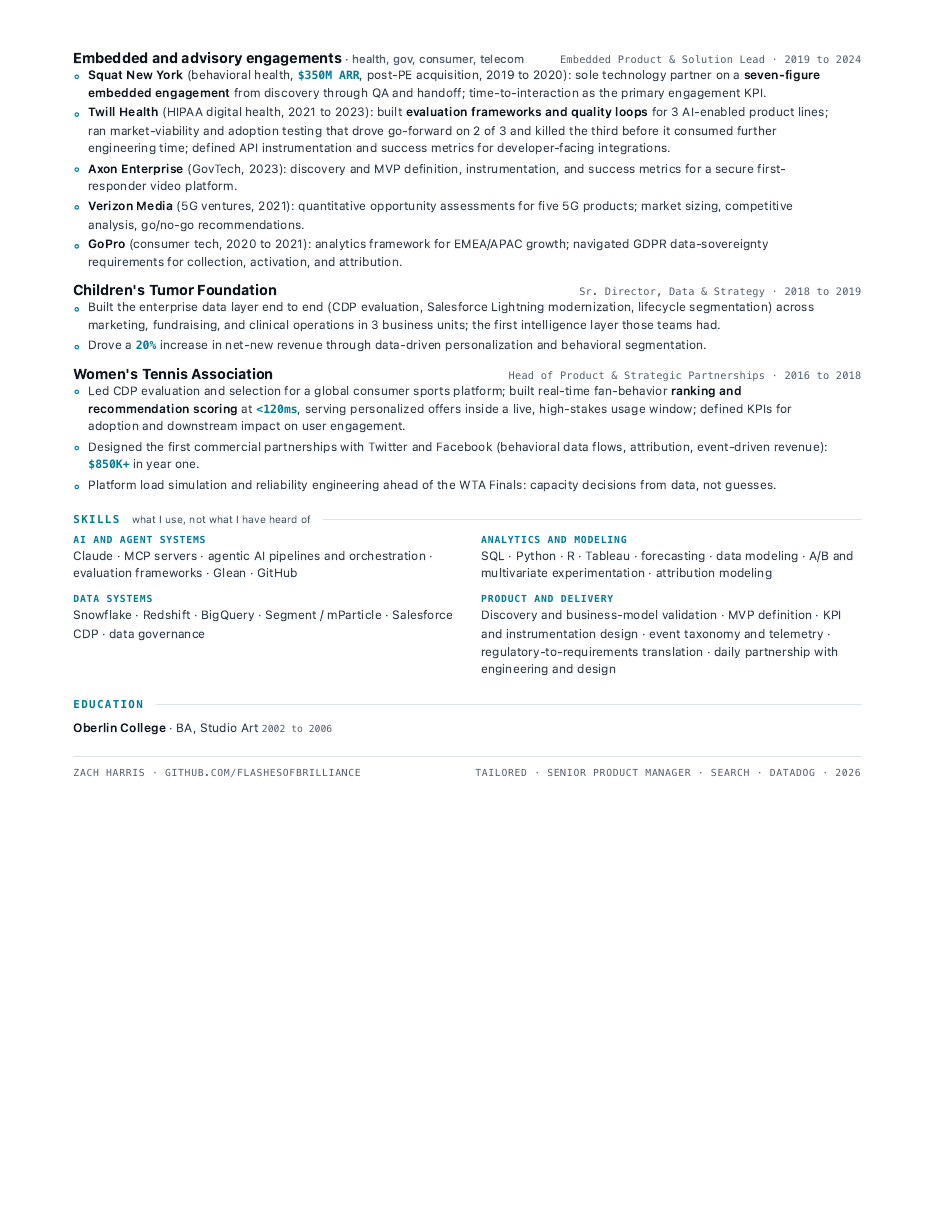 Embedded and advisory engagements · health, gov, consumer, telecom Embedded Product & Solution Lead · 2019 to 2024
Squat New York (behavioral health, $350M ARR, post-PE acquisition, 2019 to 2020): sole technology partner on a seven-figure
embedded engagement from discovery through QA and handoff; time-to-interaction as the primary engagement KPI.
Twill Health (HIPAA digital health, 2021 to 2023): built evaluation frameworks and quality loops for 3 AI-enabled product lines;
ran market-viability and adoption testing that drove go-forward on 2 of 3 and killed the third before it consumed further
engineering time; defined API instrumentation and success metrics for developer-facing integrations.
Axon Enterprise (GovTech, 2023): discovery and MVP definition, instrumentation, and success metrics for a secure first-
responder video platform.
Verizon Media (5G ventures, 2021): quantitative opportunity assessments for five 5G products; market sizing, competitive
analysis, go/no-go recommendations.
GoPro (consumer tech, 2020 to 2021): analytics framework for EMEA/APAC growth; navigated GDPR data-sovereignty
requirements for collection, activation, and attribution.
Children's Tumor Foundation Sr. Director, Data & Strategy · 2018 to 2019
Built the enterprise data layer end to end (CDP evaluation, Salesforce Lightning modernization, lifecycle segmentation) across
marketing, fundraising, and clinical operations in 3 business units; the first intelligence layer those teams had.
Drove a 20% increase in net-new revenue through data-driven personalization and behavioral segmentation.
Women's Tennis Association Head of Product & Strategic Partnerships · 2016 to 2018
Led CDP evaluation and selection for a global consumer sports platform; built real-time fan-behavior ranking and
recommendation scoring at <120ms, serving personalized offers inside a live, high-stakes usage window; defined KPIs for
adoption and downstream impact on user engagement.
Designed the first commercial partnerships with Twitter and Facebook (behavioral data flows, attribution, event-driven revenue):
$850K+ in year one.
Platform load simulation and reliability engineering ahead of the WTA Finals: capacity decisions from data, not guesses.
SKILLS what I use, not what I have heard of
AI AND AGENT SYSTEMS
Claude · MCP servers · agentic AI pipelines and orchestration ·
evaluation frameworks · Glean · GitHub
ANALYTICS AND MODELING
SQL · Python · R · Tableau · forecasting · data modeling · A/B and
multivariate experimentation · attribution modeling
DATA SYSTEMS
Snowflake · Redshift · BigQuery · Segment / mParticle · Salesforce
CDP · data governance
PRODUCT AND DELIVERY
Discovery and business-model validation · MVP definition · KPI
and instrumentation design · event taxonomy and telemetry ·
regulatory-to-requirements translation · daily partnership with
engineering and design
EDUCATION
Oberlin College · BA, Studio Art 2002 to 2006
ZACH HARRIS · GITHUB.COM/FLASHESOFBRILLIANCE TAILORED · SENIOR PRODUCT MANAGER · SEARCH · DATADOG · 2026